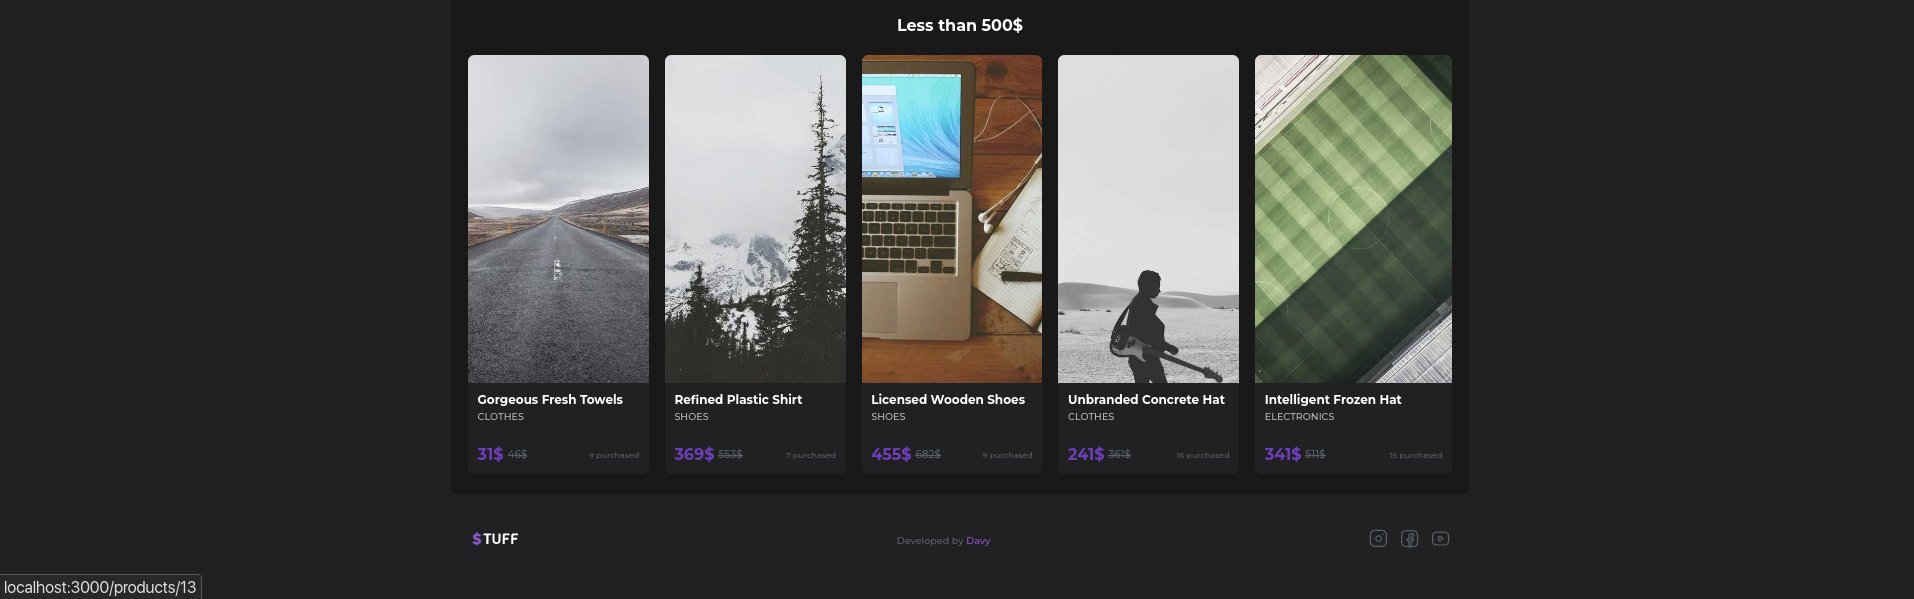 Less than 500$
Gorgeous Fresh Towels
CLOTHES
31$ 46$ 9 purchased
Refined Plastic Shirt
SHOES
369$ 553$ 7 purchased
Licensed Wooden Shoes
SHOES
455$ 682$ 9 purchased
Unbranded Concrete Hat
CLOTHES
241$ 361$ 16 purchased
Intelligent Frozen Hat
ELECTRONICS
341$ 511$ 15 purchased
$TUFF
Developed by Davy
localhost:3000/products/13